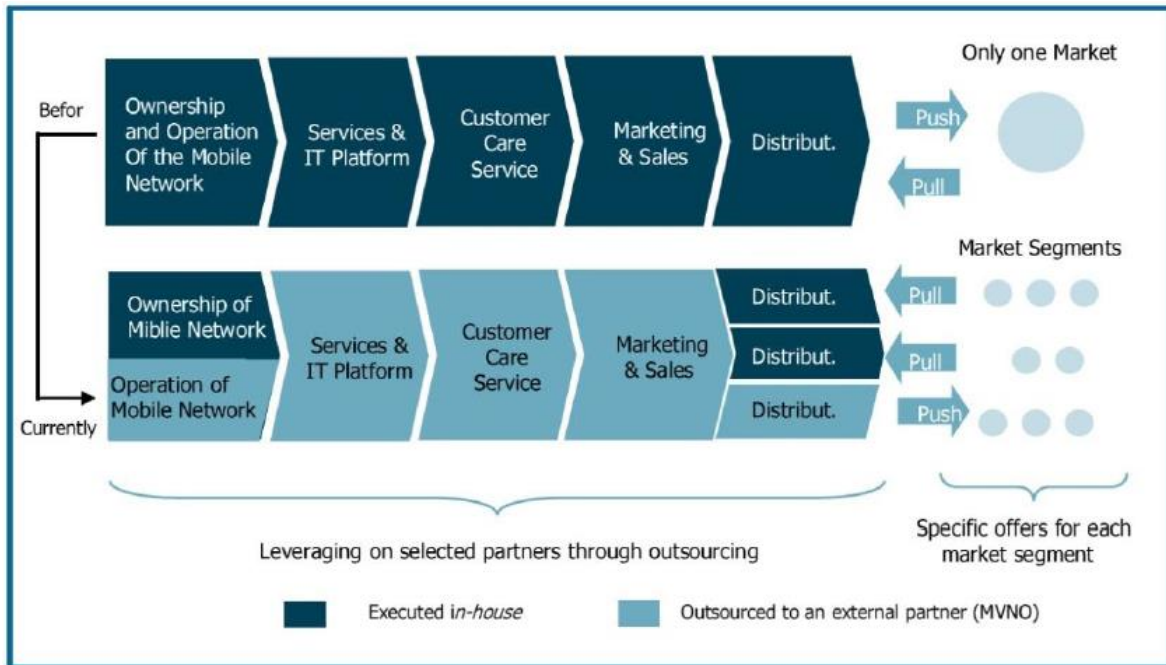 Only one Market
Befor
Ownership
and Operation
Of the Mobile
Network
Services &
IT Platform
Customer
Care
Service
Marketing
& Sales
Distribut.
Push
Pull
Market Segments
Ownership of
Miblie Network
Operation of
Mobile Network
Services &
IT Platform
Customer
Care
Service
Marketing
& Sales
Distribut.
Distribut.
Distribut.
Pull
Pull
Push
Currently
Leveraging on selected partners through outsourcing
Specific offers for each
market segment
Executed in-house
Outsourced to an external partner (MVNO)